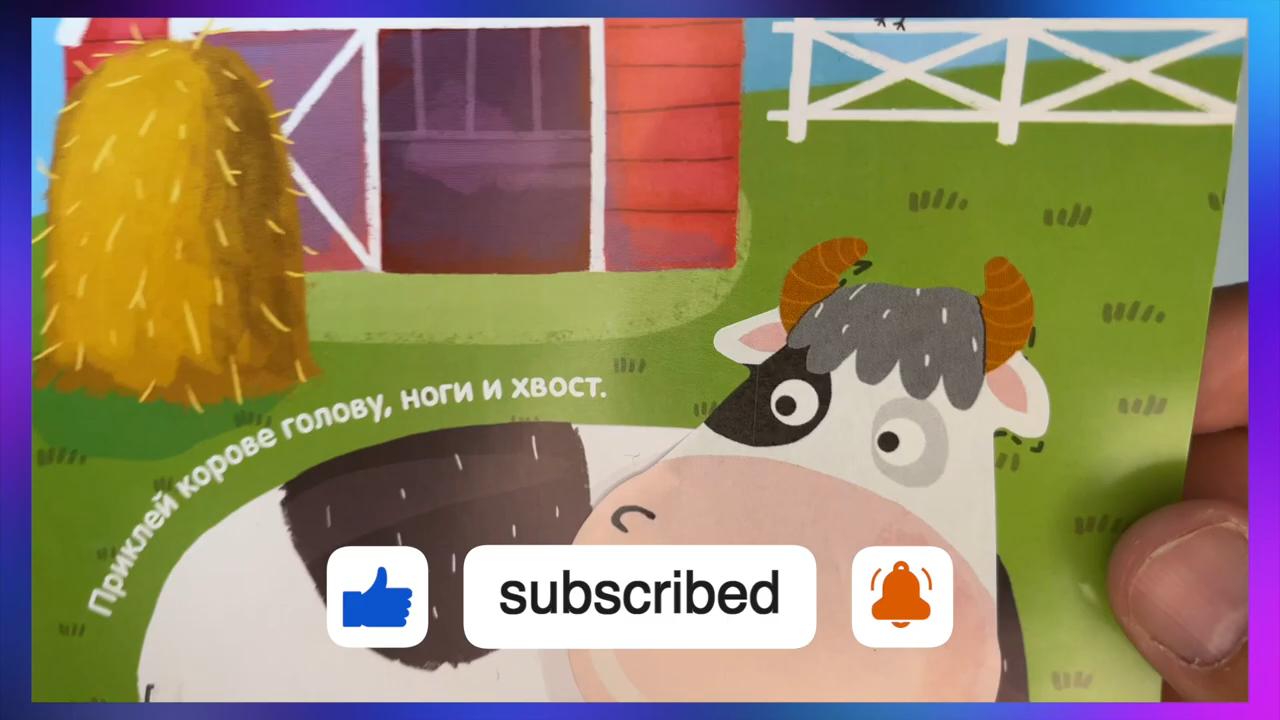 Приклей корове голову, ноги и хвост.
subscribed